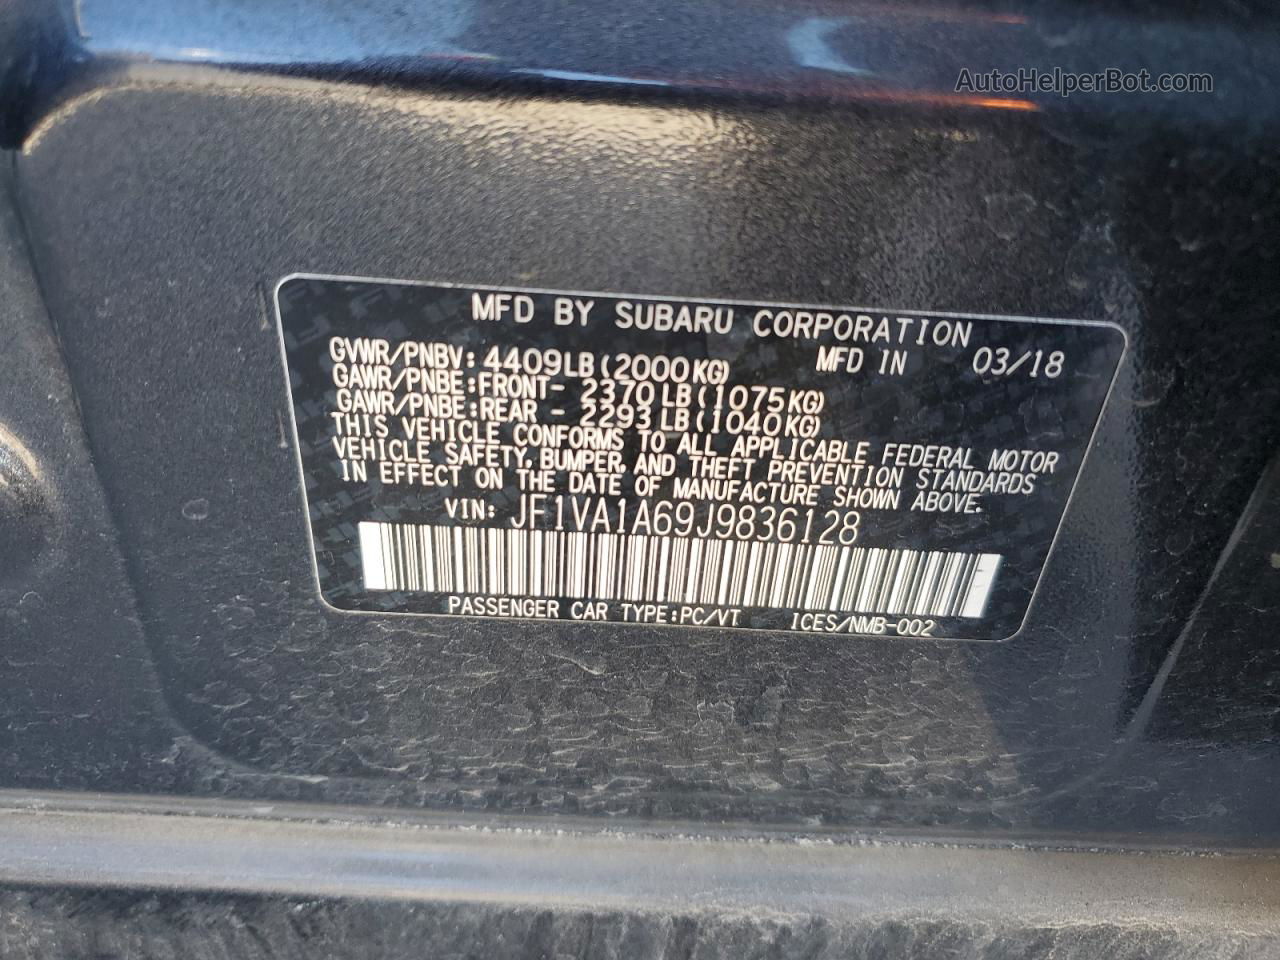 AutoHelperBot.com
MFD BY SUBARU CORPORATION
GVWR/PNBV: 4409LB (2000KG) MFD IN 03/18
GAWR/PNBE: FRONT- 2370 LB (1075KG)
GAWR/PNBE: REAR - 2293 LB (1040KG)
THIS VEHICLE CONFORMS TO ALL APPLICABLE FEDERAL MOTOR
VEHICLE SAFETY, BUMPER, AND THEFT PREVENTION STANDARDS
IN EFFECT ON THE DATE OF MANUFACTURE SHOWN ABOVE.
VIN: JF1VA1A69J9836128
PASSENGER CAR TYPE:PC/VT ICES/NMB-002